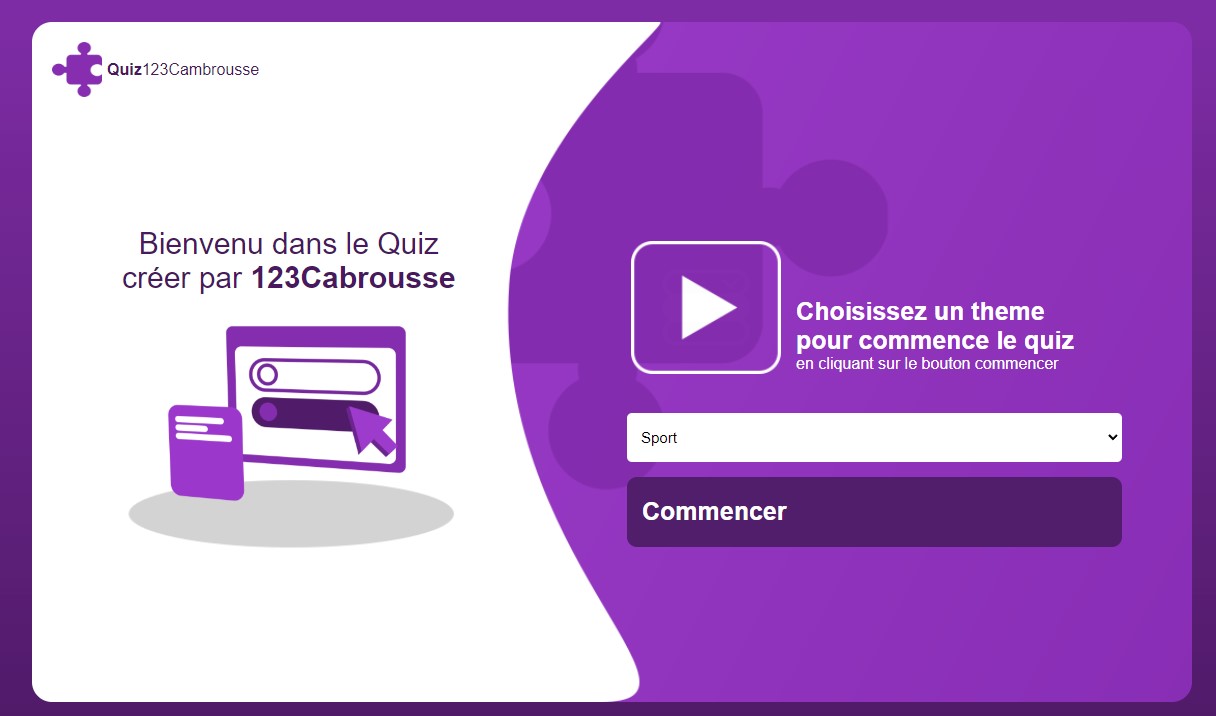 Quiz123Cambrousse
Bienvenu dans le Quiz
créer par 123Cabrousse
Choisissez un theme
pour commence le quiz
en cliquant sur le bouton commencer
Sport
Commencer